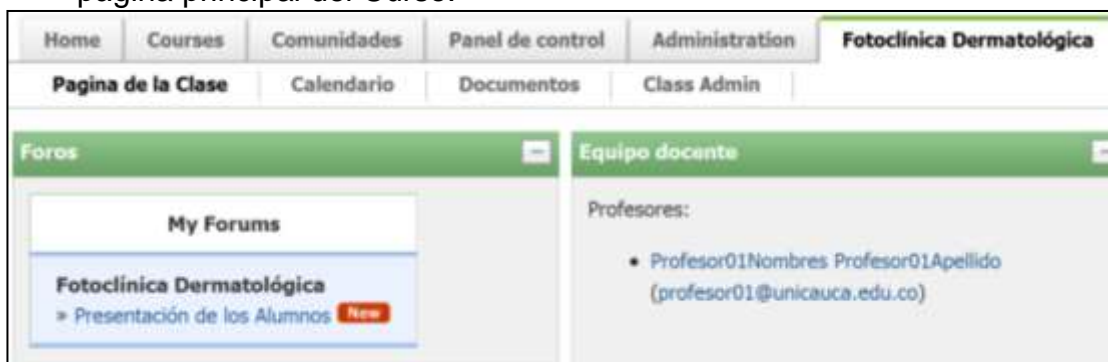 página principal del Curso.
Home Courses Comunidades Panel de control Administration Fotoclínica Dermatológica
Pagina de la Clase Calendario Documentos Class Admin
Foros
My Forums
Fotoclínica Dermatológica
» Presentación de los Alumnos New
Equipo docente
Profesores:
• Profesor01Nombres Profesor01Apellido
(profesor01@unicauca.edu.co)